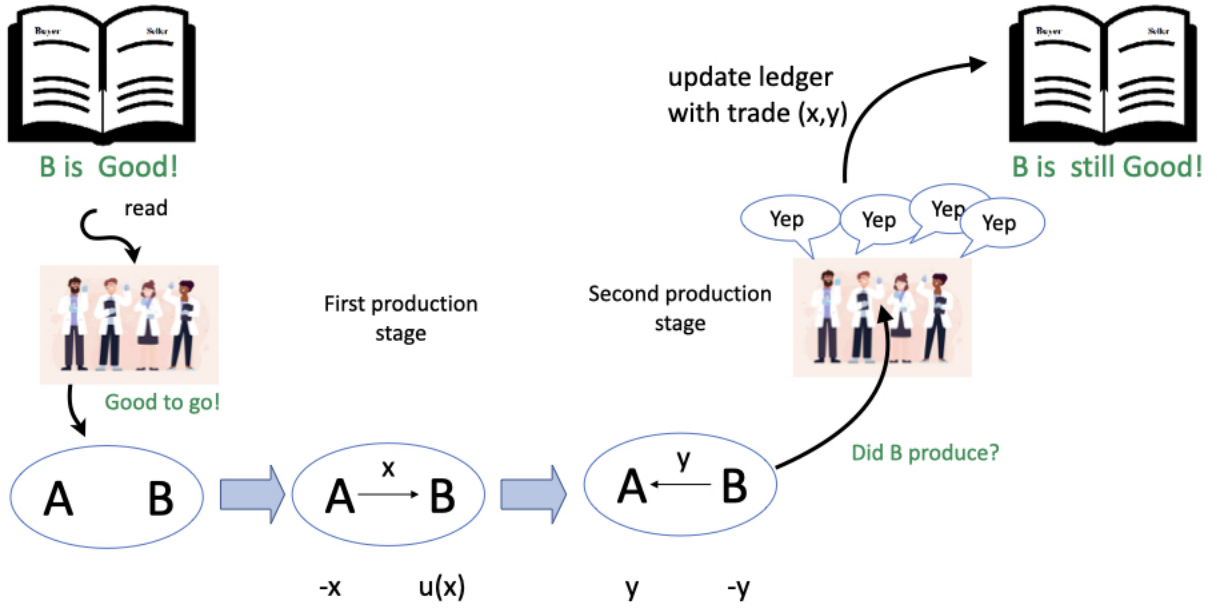 Buyer
Seller
B is Good!
read
Good to go!
A B
First production
stage
x
A B
-x u(x)
Second production
stage
y
A B
y -y
Did B produce?
Yep
Yep
Yep
Yep
update ledger
with trade (x,y)
Buyer
Seller
B is still Good!